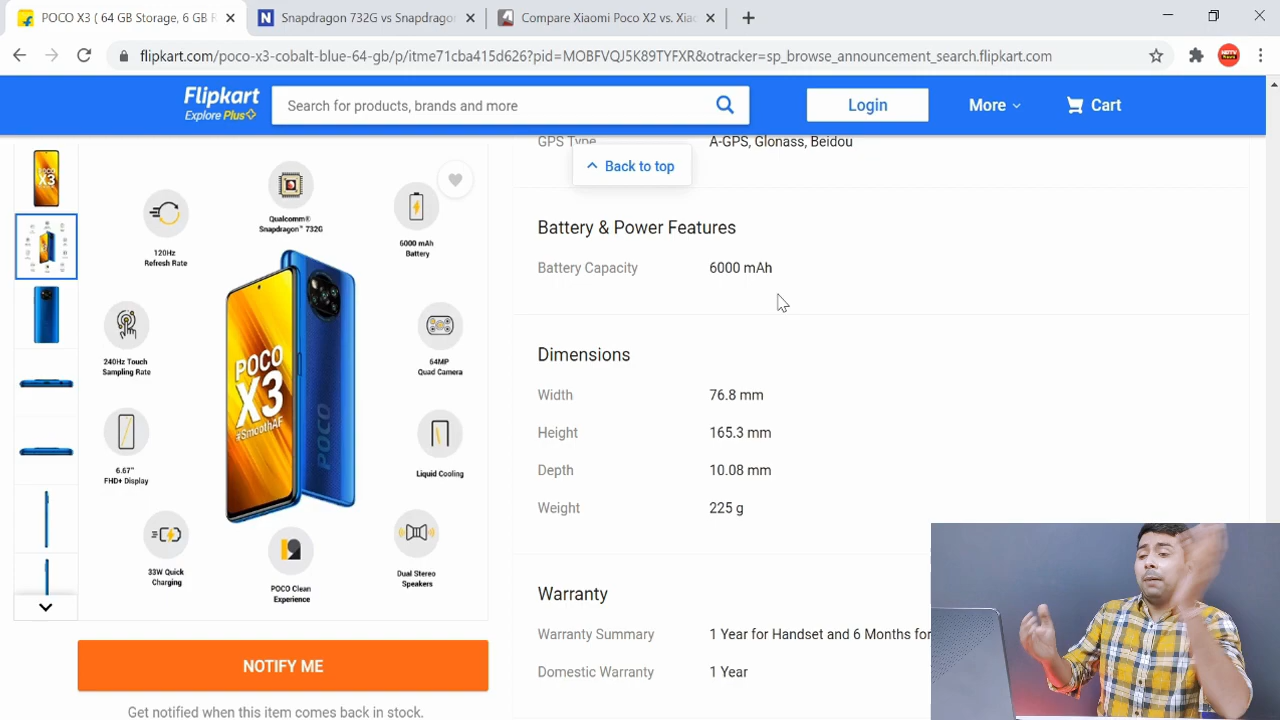 POCO X3 ( 64 GB Storage, 6 GB R
Snapdragon 732G vs Snapdragon
Compare Xiaomi Poco X2 vs. Xiao
flipkart.com/poco-x3-cobalt-blue-64-gb/p/itme71cba415d626?pid=MOBFVQJ5K89TYFXR&otracker=sp_browse_announcement_search.flipkart.com
Flipkart
Explore Plus
Search for products, brands and more
Login
More
Cart
GPS Type
A-GPS, Glonass, Beidou
Back to top
Qualcomm®
Snapdragon™ 732G
120Hz
Refresh Rate
6000 mAh
Battery
240Hz Touch
Sampling Rate
64MP
Quad Camera
POCO
X3
#SmoothAF
POCO
6.67"
FHD+ Display
Liquid Cooling
33W Quick
Charging
POCO Clean
Experience
Dual Stereo
Speakers
NOTIFY ME
Get notified when this item comes back in stock.
Battery & Power Features
Battery Capacity
6000 mAh
Dimensions
Width
76.8 mm
Height
165.3 mm
Depth
10.08 mm
Weight
225 g
Warranty
Warranty Summary
1 Year for Handset and 6 Months for
Domestic Warranty
1 Year